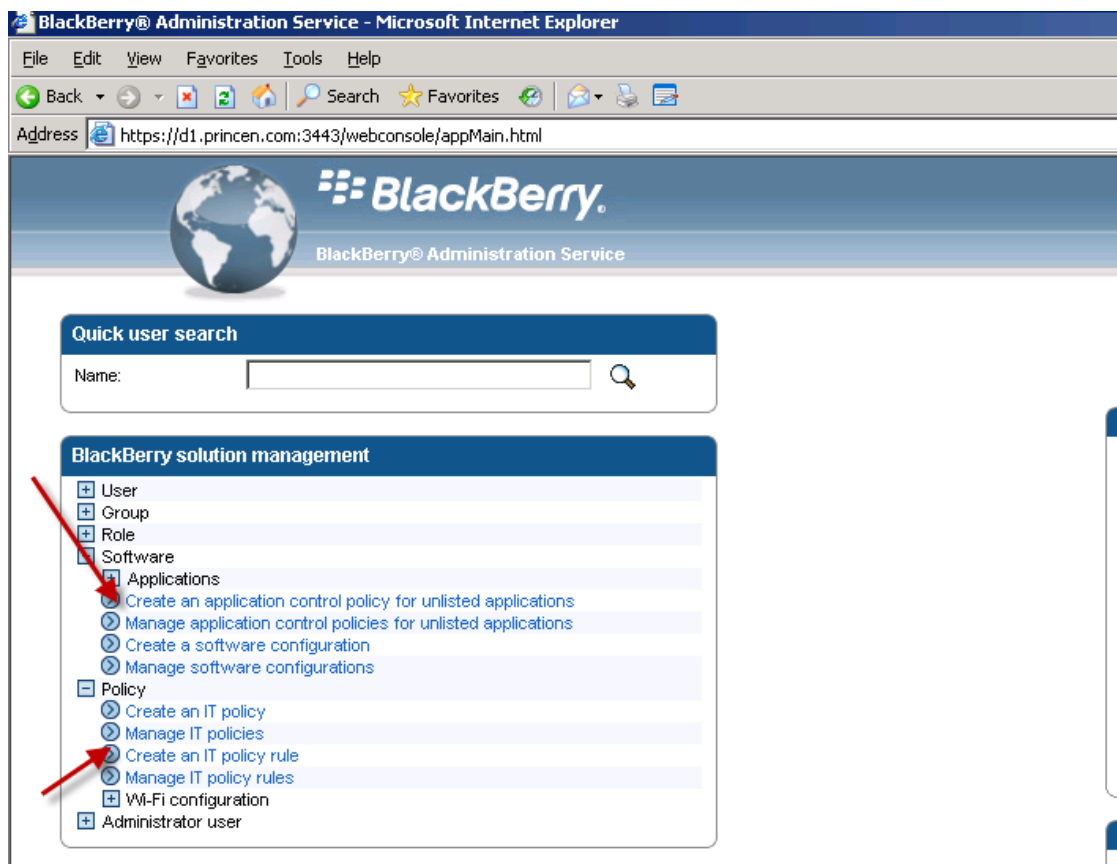 BlackBerry® Administration Service - Microsoft Internet Explorer
File Edit View Favorites Tools Help
Back Search Favorites
Address https://d1.princen.com:3443/webconsole/appMain.html
BlackBerry.
BlackBerry® Administration Service
Quick user search
Name:
BlackBerry solution management
User
Group
Role
Software
Applications
Create an application control policy for unlisted applications
Manage application control policies for unlisted applications
Create a software configuration
Manage software configurations
Policy
Create an IT policy
Manage IT policies
Create an IT policy rule
Manage IT policy rules
Wi-Fi configuration
Administrator user